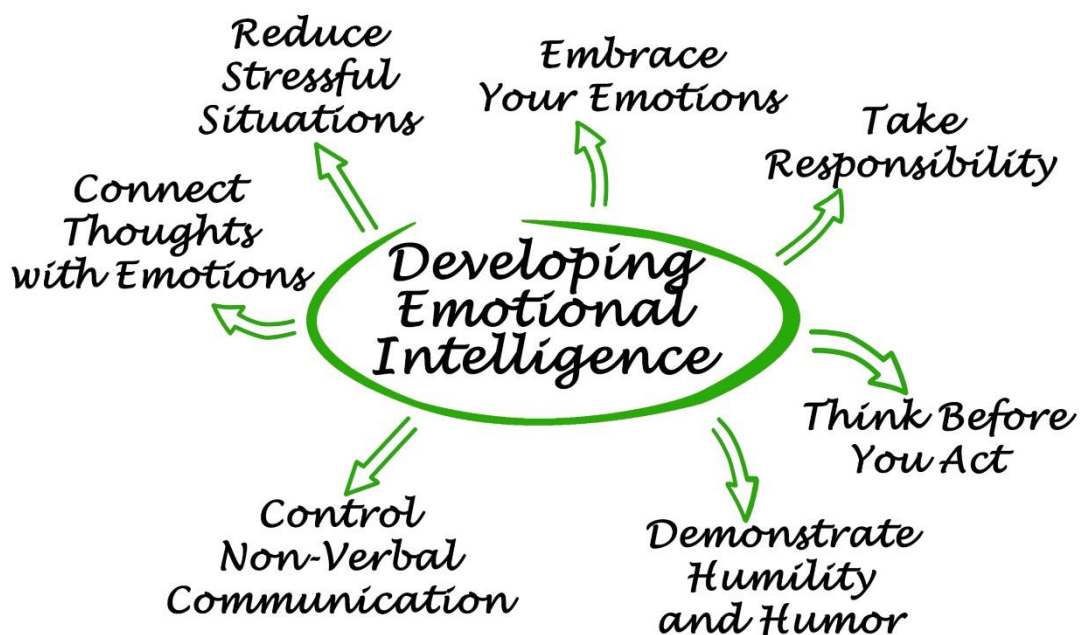 Reduce
Stressful
Situations
Embrace
Your Emotions
Take
Responsibility
Connect
Thoughts
with Emotions
Developing
Emotional
Intelligence
Think Before
You Act
Control
Non-Verbal
Communication
Demonstrate
Humility
and Humor